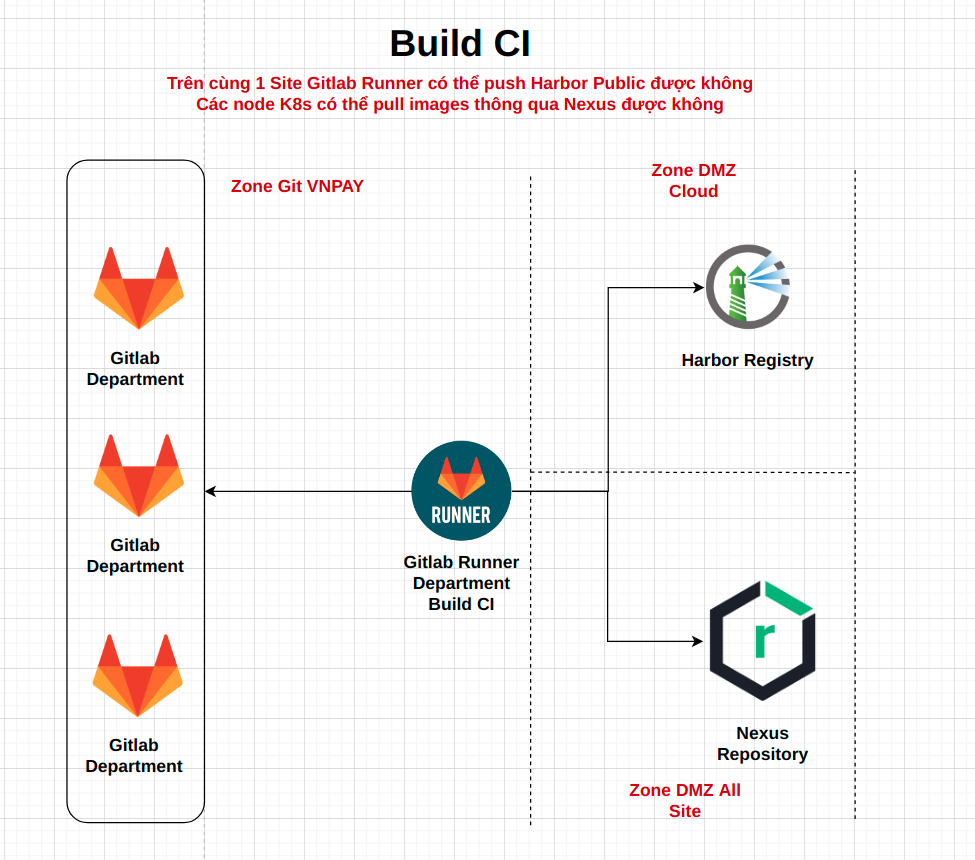 Build CI
Trên cùng 1 Site Gitlab Runner có thể push Harbor Public được không
Các node K8s có thể pull images thông qua Nexus được không
Zone Git VNPAY
Zone DMZ
Cloud
Gitlab
Department
Harbor Registry
Gitlab
Department
RUNNER
Gitlab Runner
Department
Build CI
r
Gitlab
Department
Nexus
Repository
Zone DMZ All
Site